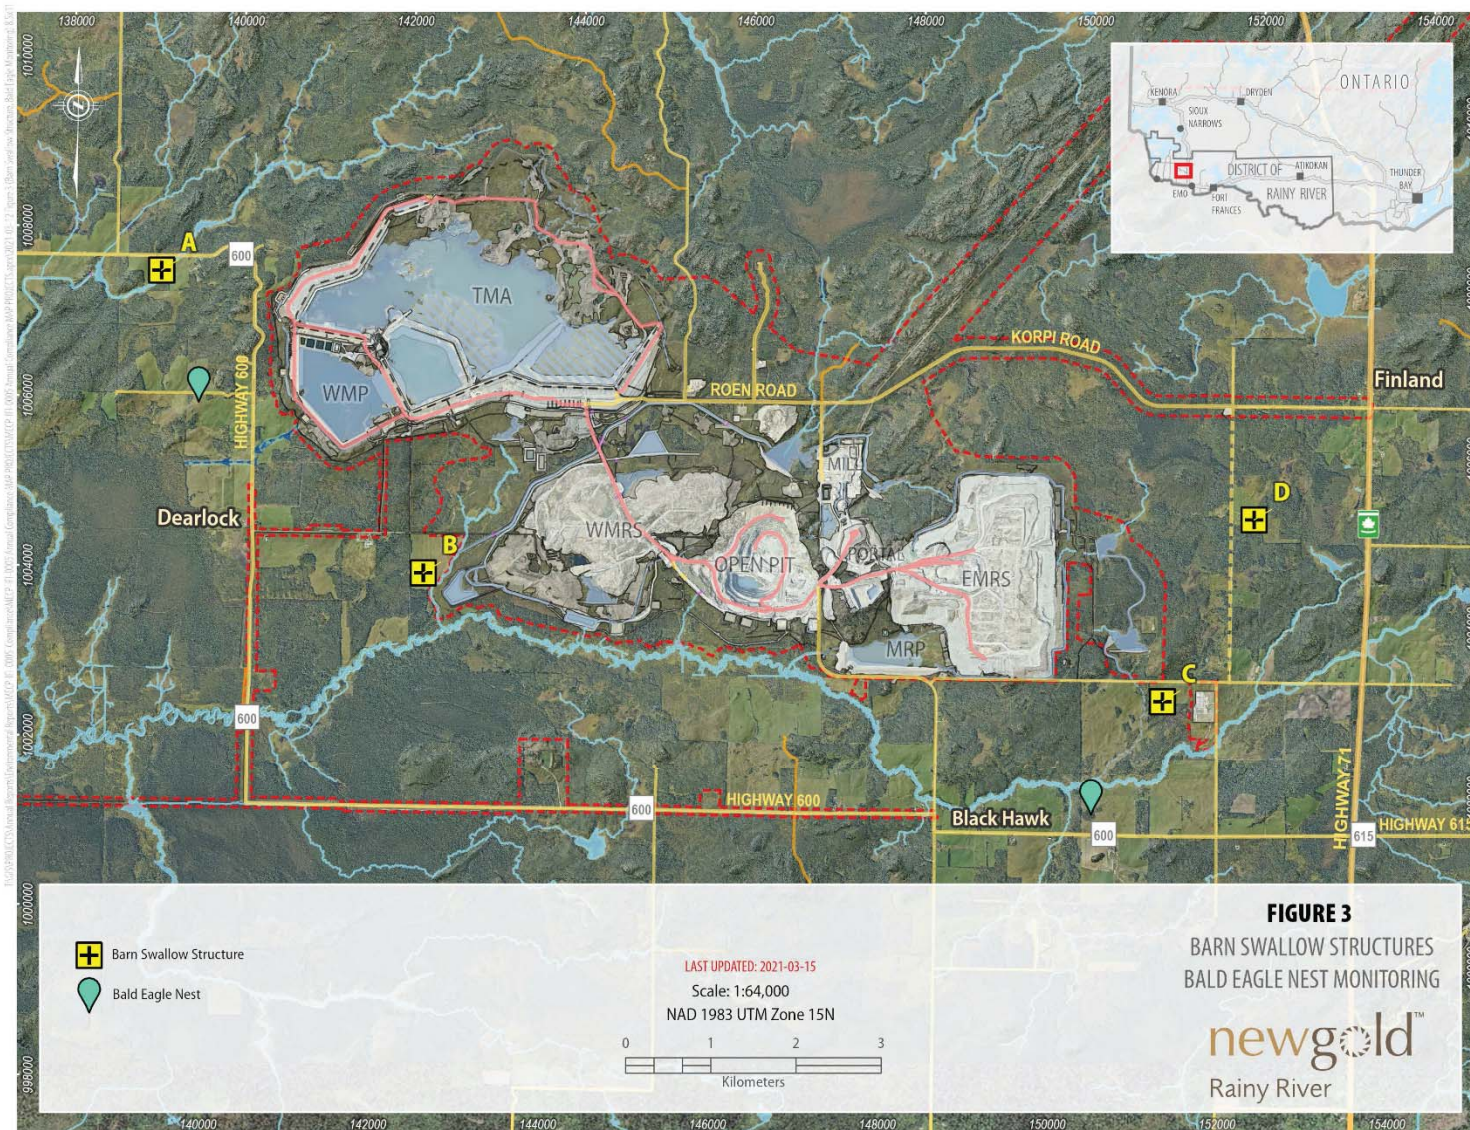 138000
140000
142000
144000
146000
148000
150000
152000
154000
1010000
1008000
1006000
1004000
1002000
1000000
998000
ONTARIO
KENORA
DRYDEN
SIOUX
NARROWS
DISTRICT OF
ATIKOKAN
RAINY RIVER
THUNDER
BAY
EMO
FORT
FRANCES
A
600
TMA
WMP
HIGHWAY 600
KORPI ROAD
ROEN ROAD
Finland
MILL
D
Dearlock
WMRS
B
OPEN PIT
PORTAL
EMRS
MRP
C
600
HIGHWAY 600
600
Black Hawk
600
HIGHWAY 71
615
HIGHWAY 615
Barn Swallow Structure
Bald Eagle Nest
LAST UPDATED: 2021-03-15
Scale: 1:64,000
NAD 1983 UTM Zone 15N
0 1 2 3
Kilometers
FIGURE 3
BARN SWALLOW STRUCTURES
BALD EAGLE NEST MONITORING
newgold™
Rainy River
140000
142000
144000
146000
148000
150000
152000
154000